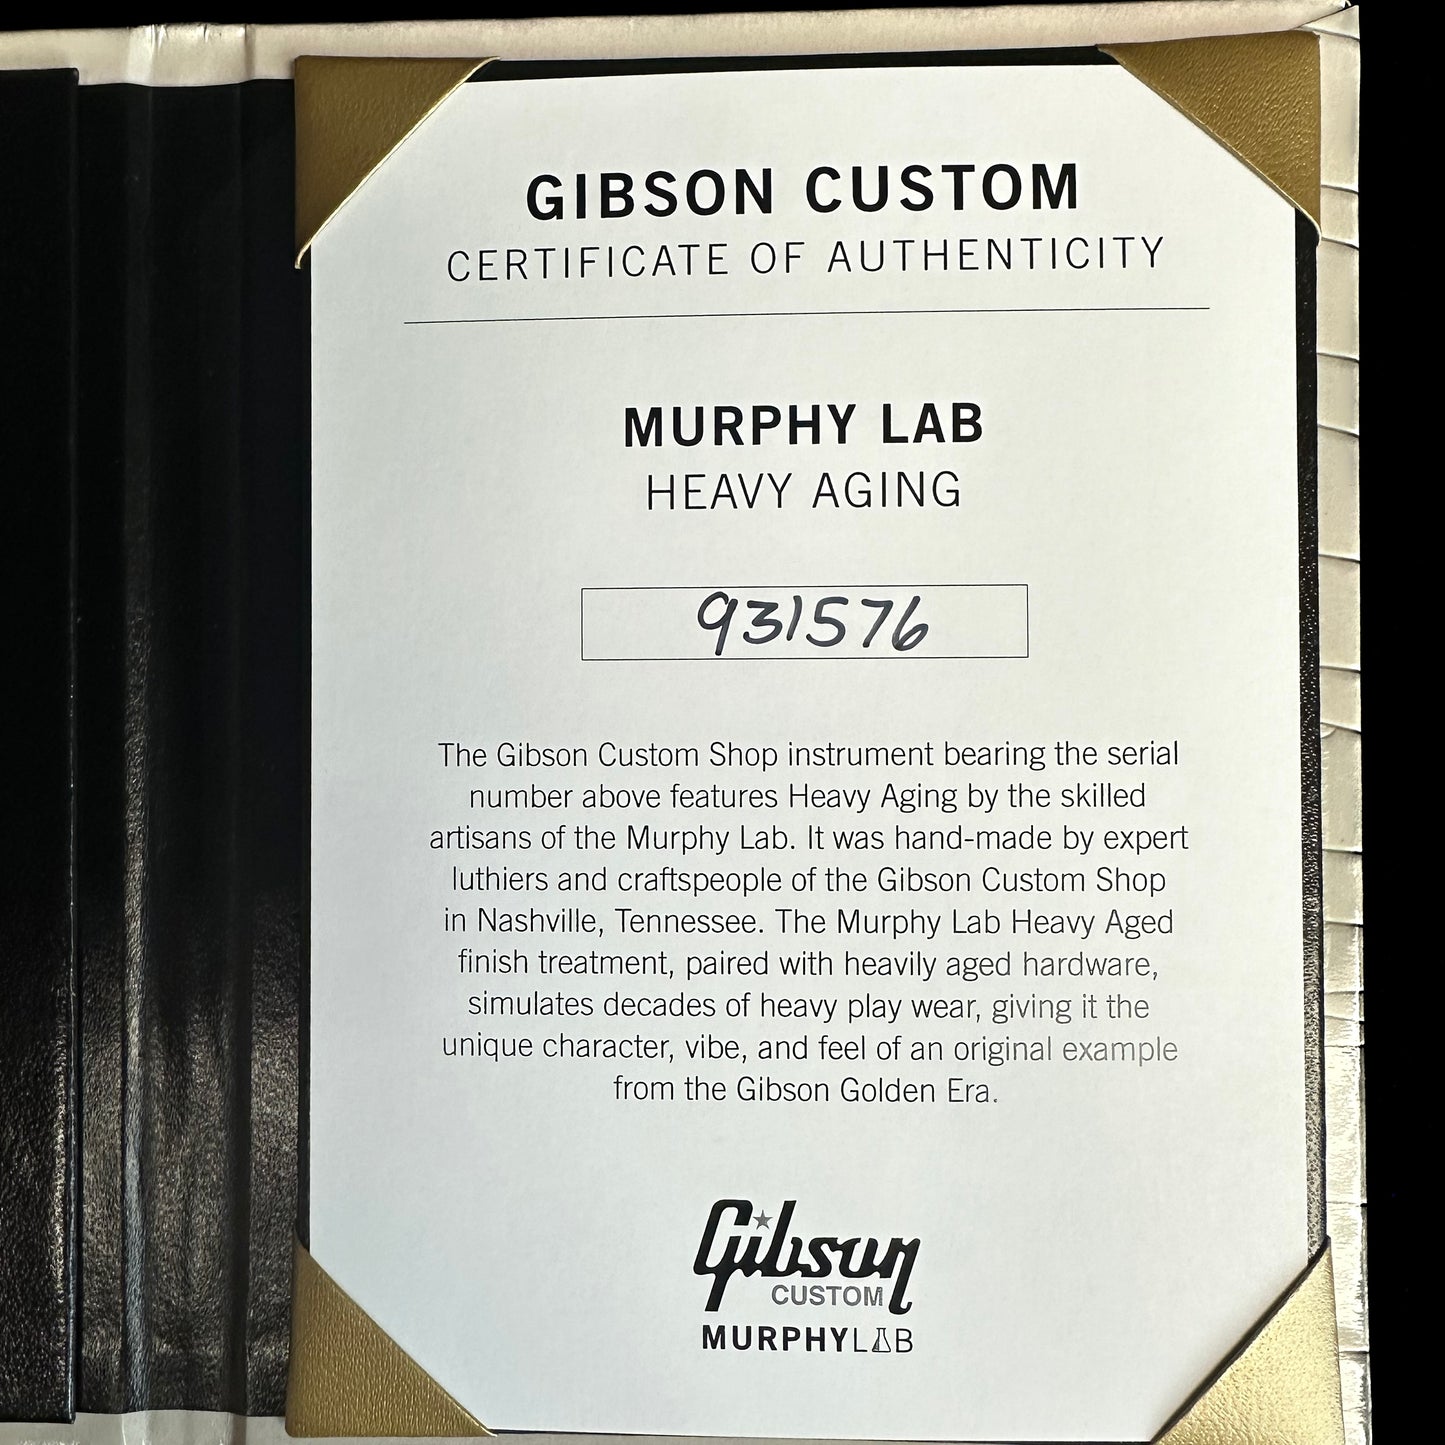 GIBSON CUSTOM
CERTIFICATE OF AUTHENTICITY
MURPHY LAB
HEAVY AGING
931576
The Gibson Custom Shop instrument bearing the serial
number above features Heavy Aging by the skilled
artisans of the Murphy Lab. It was hand-made by expert
luthiers and craftspeople of the Gibson Custom Shop
in Nashville, Tennessee. The Murphy Lab Heavy Aged
finish treatment, paired with heavily aged hardware,
simulates decades of heavy play wear, giving it the
unique character, vibe, and feel of an original example
from the Gibson Golden Era.
Gibson
CUSTOM
MURPHYLAB